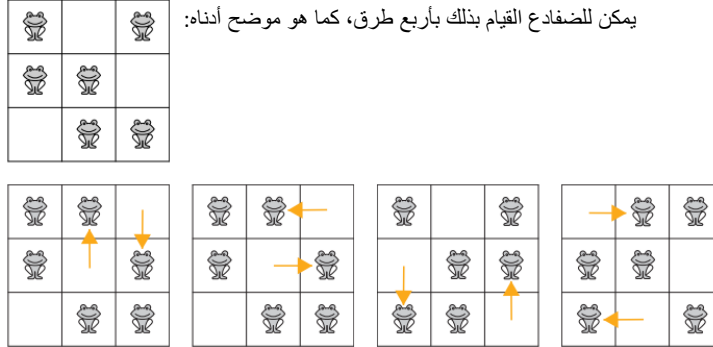 يمكن للضفادع القيام بذلك بأربع طرق، كما هو موضح أدناه: